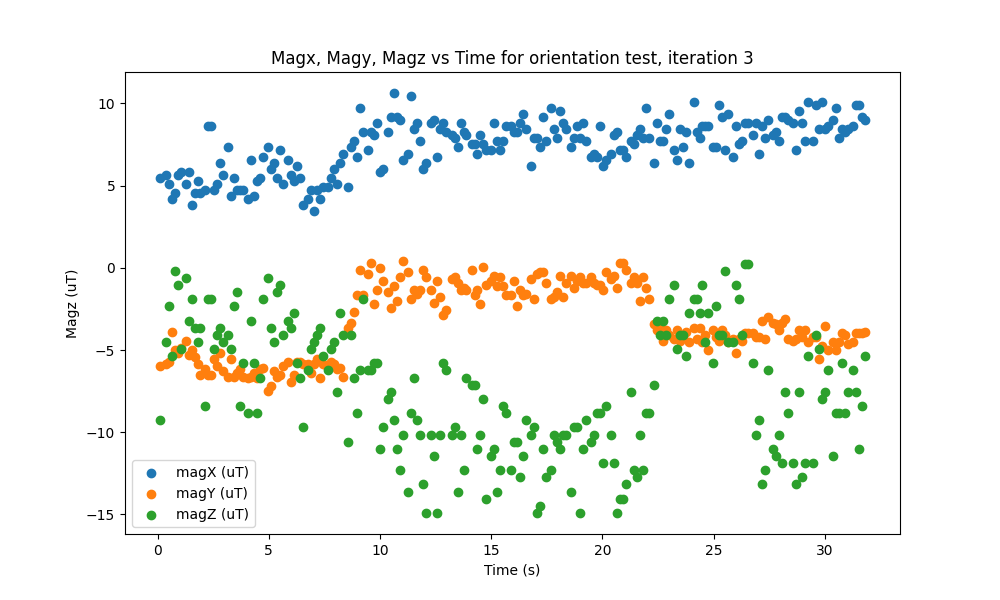 Magx, Magy, Magz vs Time for orientation test, iteration 3
10
5
0
−5
−10
−15
Magz (uT)
magX (uT)
magY (uT)
magZ (uT)
0 5 10 15 20 25 30
Time (s)